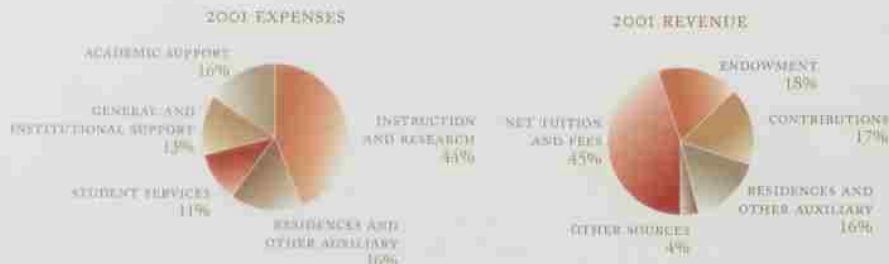 2001 EXPENSES
ACADEMIC SUPPORT
16%
GENERAL AND
INSTITUTIONAL SUPPORT
13%
STUDENT SERVICES
11%
INSTRUCTION
AND RESEARCH
44%
RESIDENCES AND
OTHER AUXILIARY
16%
2001 REVENUE
ENDOWMENT
18%
CONTRIBUTIONS
17%
RESIDENCES AND
OTHER AUXILIARY
16%
OTHER SOURCES
4%
NET TUITION
AND FEES
45%